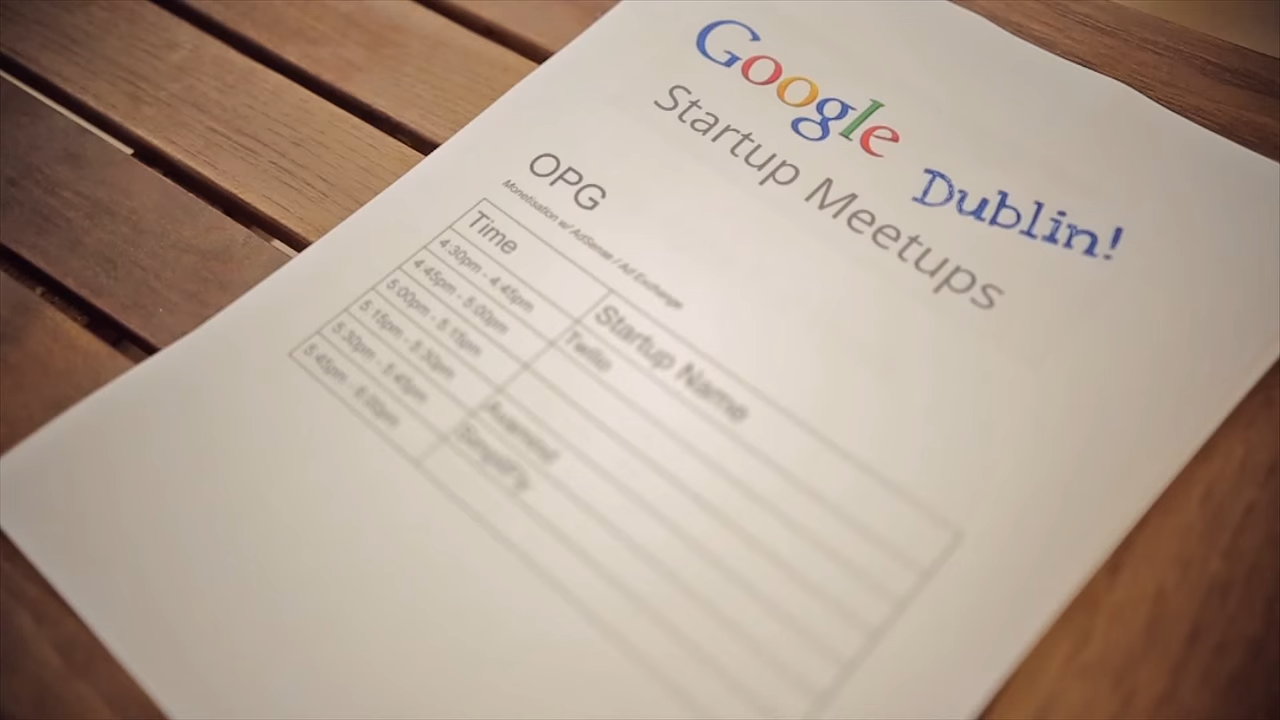 Google Dublin!
Startup Meetups
OPG
Monetisation w/ AdSense / Ad Exchange
Time Startup Name
4:30pm - 4:45pm Twilio
4:45pm - 5:00pm
5:00pm - 5:15pm
5:15pm - 5:30pm
5:30pm - 5:45pm
5:45pm - 6:00pm